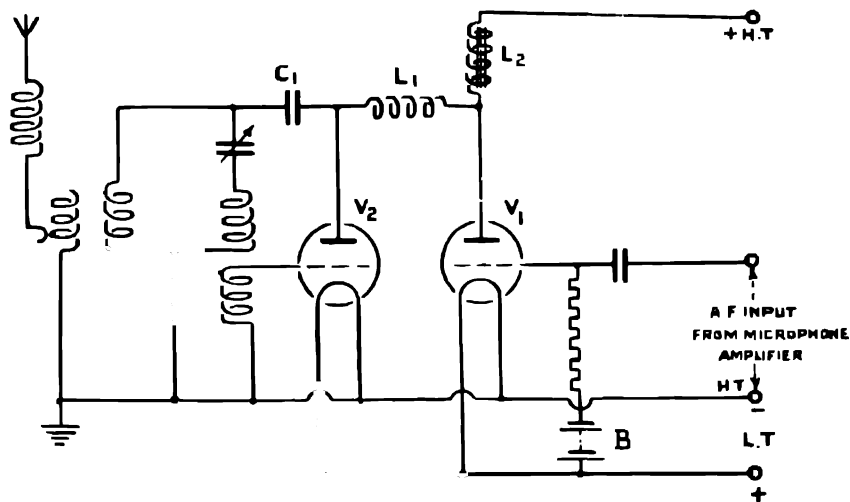 + H.T
L2
C1
L1
V2
V1
A F INPUT
FROM MICROPHONE
AMPLIFIER
HT
−
B
L.T
+